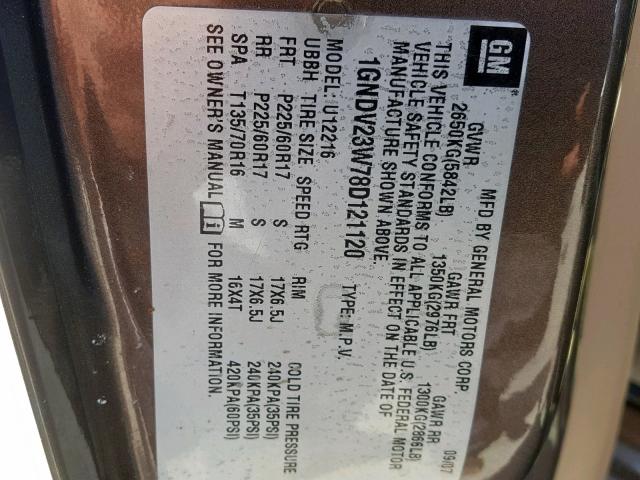 GM
MFD BY GENERAL MOTORS CORP. 09/07
GVWR GAWR FRT GAWR RR
2650KG(5842LB) 1350KG(2976LB) 1300KG(2866LB)
THIS VEHICLE CONFORMS TO ALL APPLICABLE U.S. FEDERAL MOTOR
VEHICLE SAFETY STANDARDS IN EFFECT ON THE DATE OF
MANUFACTURE SHOWN ABOVE.
1GNDV23W78D121120 TYPE: M.P.V.
MODEL: U12216
UBBH TIRE SIZE SPEED RTG RIM COLD TIRE PRESSURE
FRT P225/60R17 S 17X6.5J 240KPA(35PSI)
RR P225/60R17 S 17X6.5J 240KPA(35PSI)
SPA T135/70R16 M 16X4T 420KPA(60PSI)
SEE OWNER'S MANUAL FOR MORE INFORMATION.